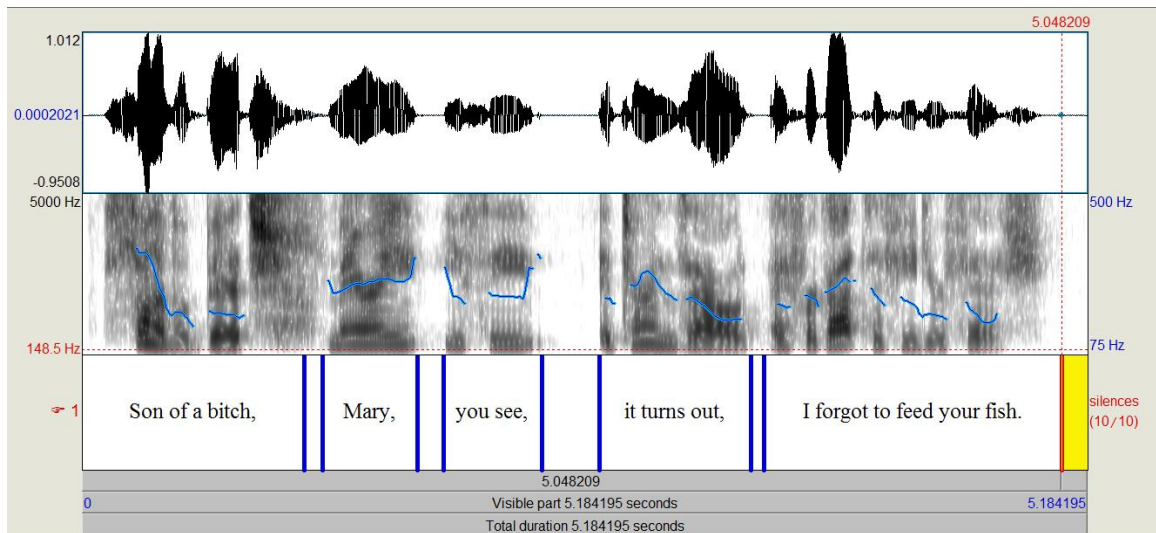 5.048209
1.012
0.0002021
-0.9508
5000 Hz
500 Hz
148.5 Hz
75 Hz
☞ 1
Son of a bitch,
Mary,
you see,
it turns out,
I forgot to feed your fish.
silences
(10/10)
5.048209
0
Visible part 5.184195 seconds
5.184195
Total duration 5.184195 seconds